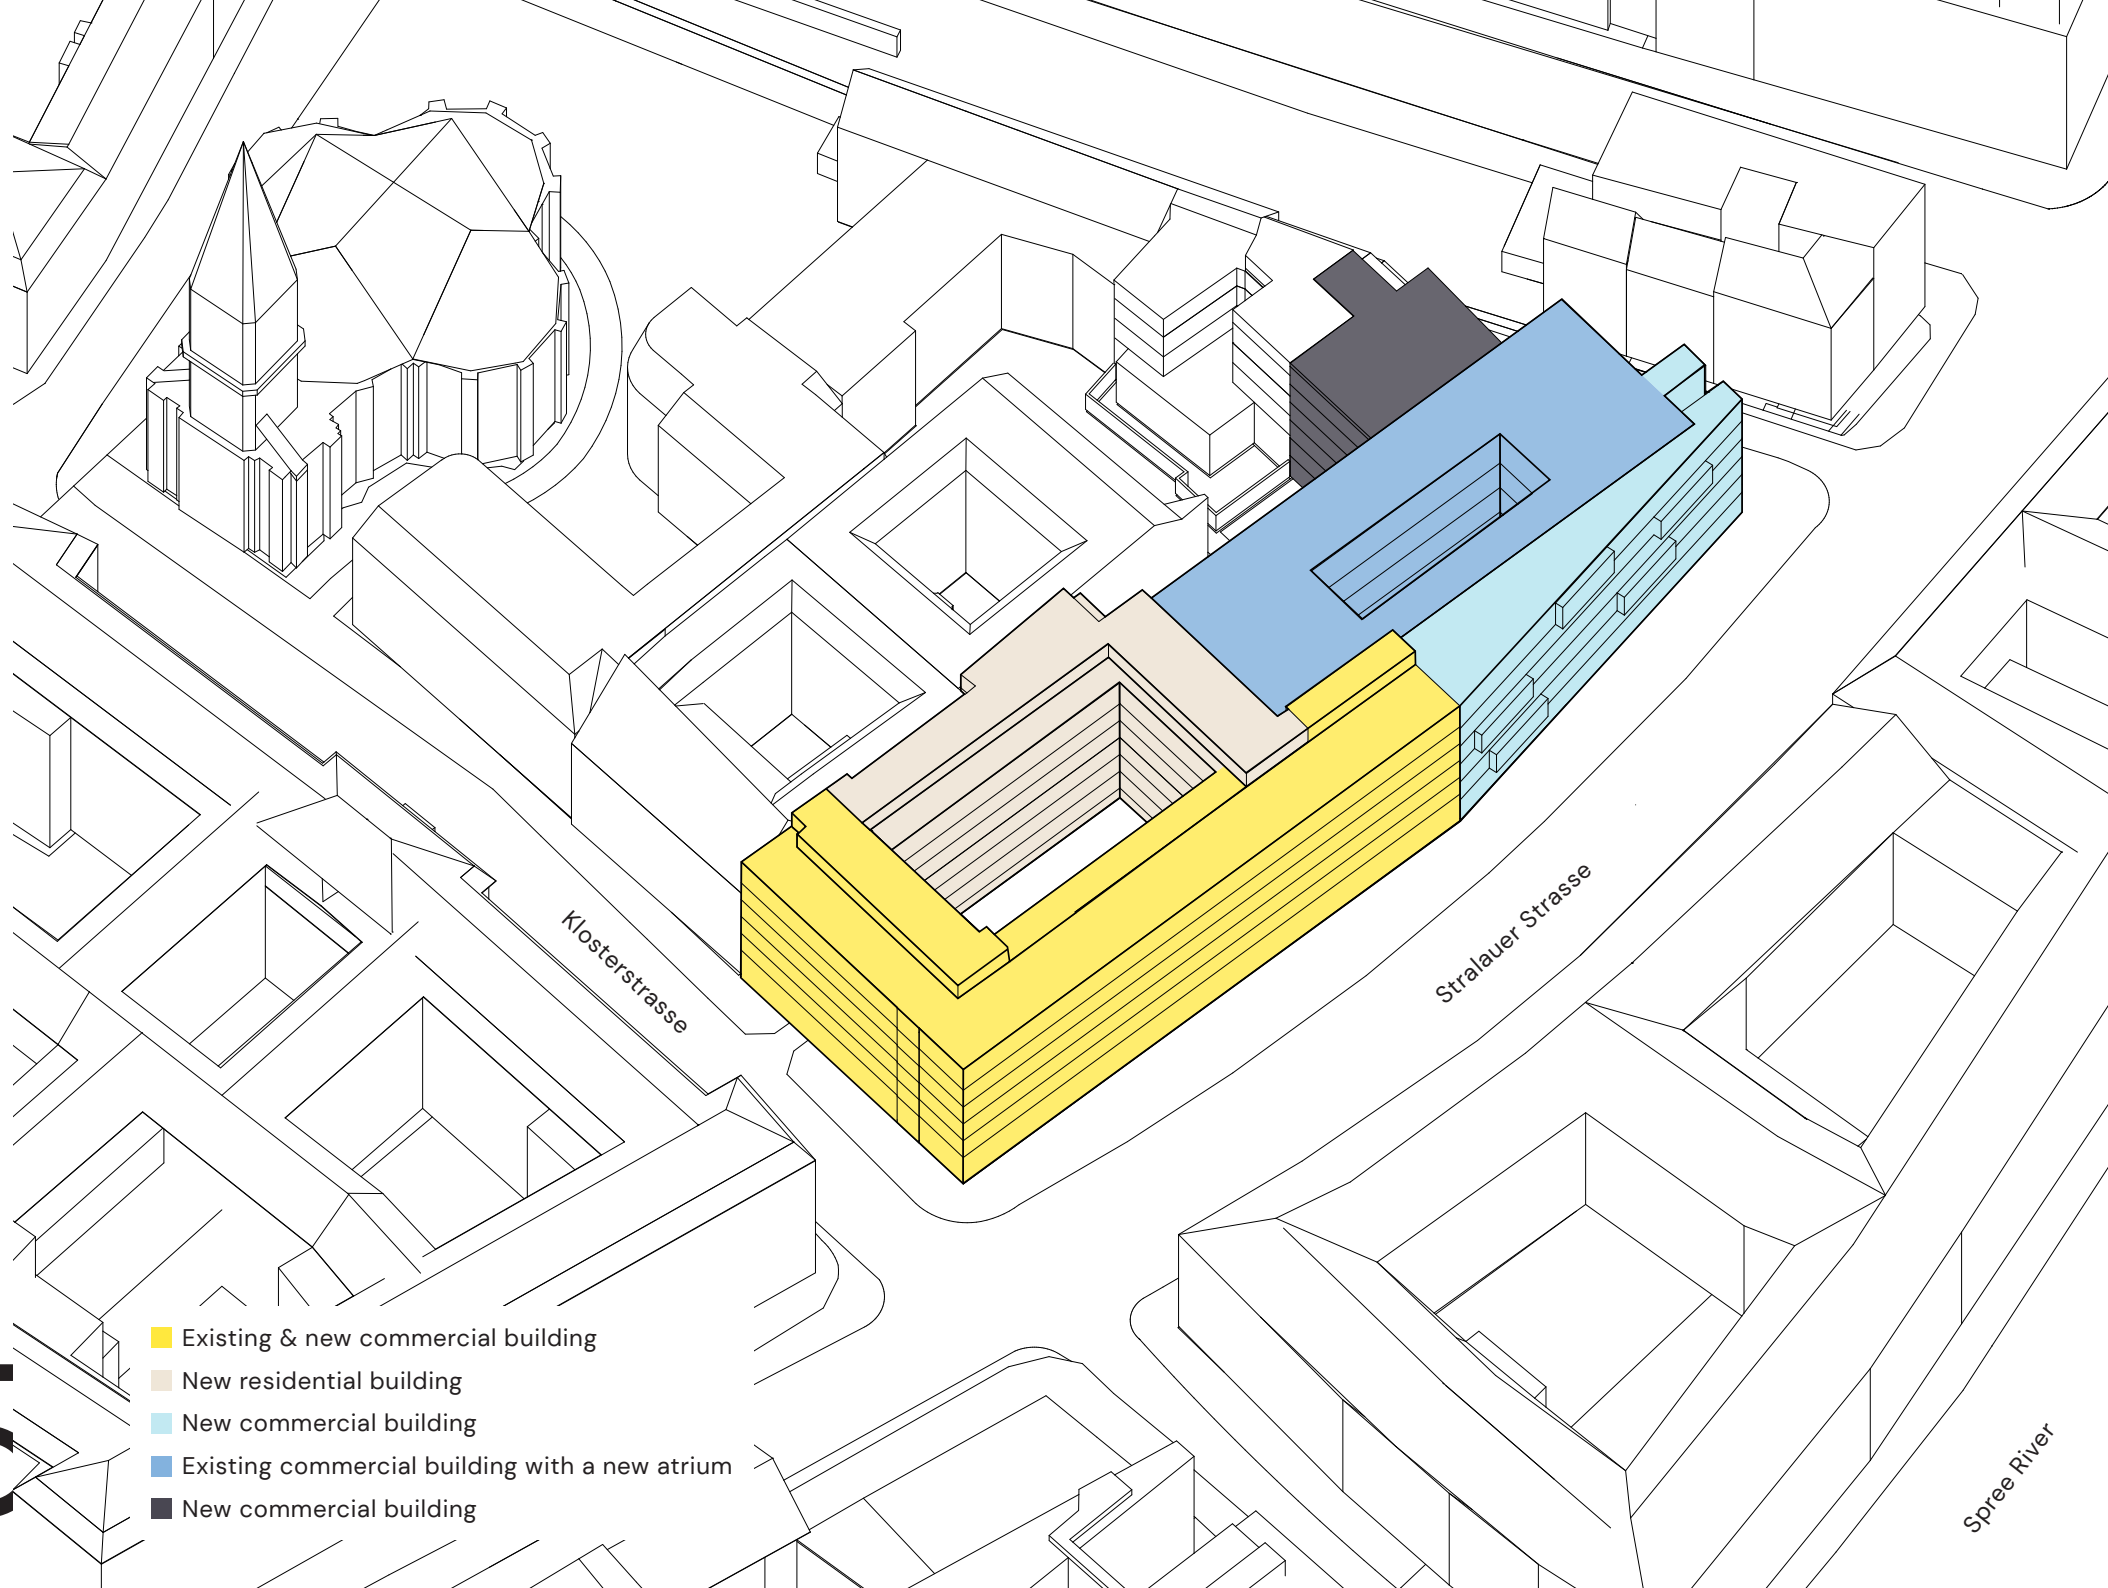 Klosterstrasse
Stralauer Strasse
Spree River
Existing & new commercial building
New residential building
New commercial building
Existing commercial building with a new atrium
New commercial building